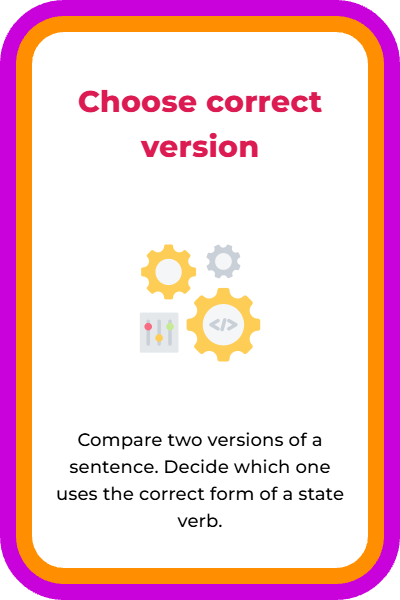 Choose correct
version
</>
Compare two versions of a
sentence. Decide which one
uses the correct form of a state
verb.